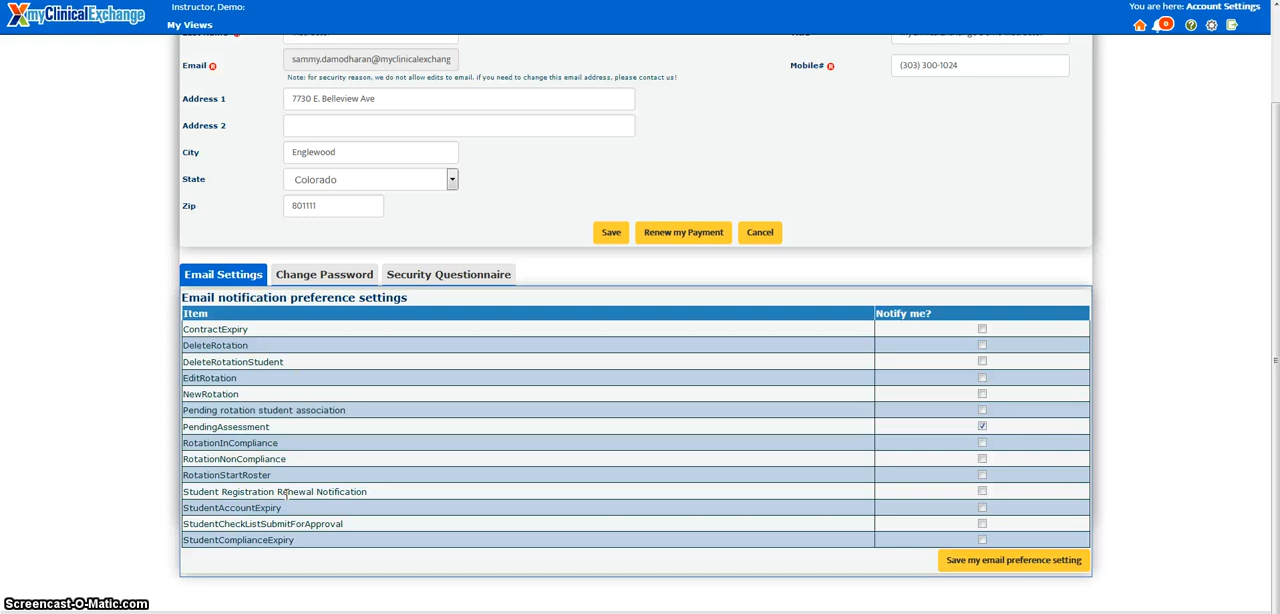 myClinicalExchange
Instructor, Demo:
My Views
You are here: Account Settings
0
Email R
sammy.damodharan@myclinicalexchang
Note: for security reason, we do not allow edits to email. if you need to change this email address, please contact us!
Mobile# R
(303) 300-1024
Address 1
7730 E. Belleview Ave
Address 2
City
Englewood
State
Colorado
Zip
801111
Save
Renew my Payment
Cancel
Email Settings
Change Password
Security Questionnaire
Email notification preference settings
Item
Notify me?
ContractExpiry
DeleteRotation
DeleteRotationStudent
EditRotation
NewRotation
Pending rotation student association
PendingAssessment
RotationInCompliance
RotationNonCompliance
RotationStartRoster
Student Registration Renewal Notification
StudentAccountExpiry
StudentCheckListSubmitForApproval
StudentComplianceExpiry
Save my email preference setting
Screencast-O-Matic.com